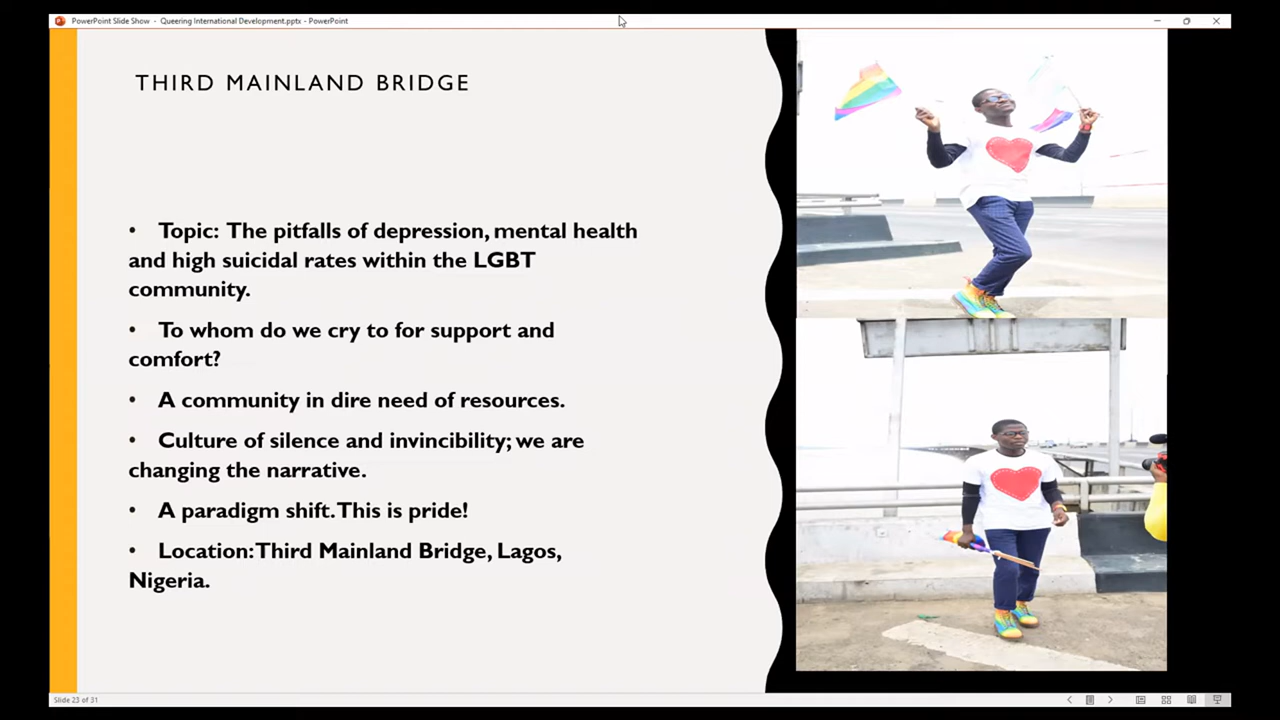 PowerPoint Slide Show - Queering International Development.pptx - PowerPoint
THIRD MAINLAND BRIDGE
• Topic: The pitfalls of depression, mental health
and high suicidal rates within the LGBT
community.
• To whom do we cry to for support and
comfort?
• A community in dire need of resources.
• Culture of silence and invincibility; we are
changing the narrative.
• A paradigm shift. This is pride!
• Location: Third Mainland Bridge, Lagos,
Nigeria.
Slide 23 of 31